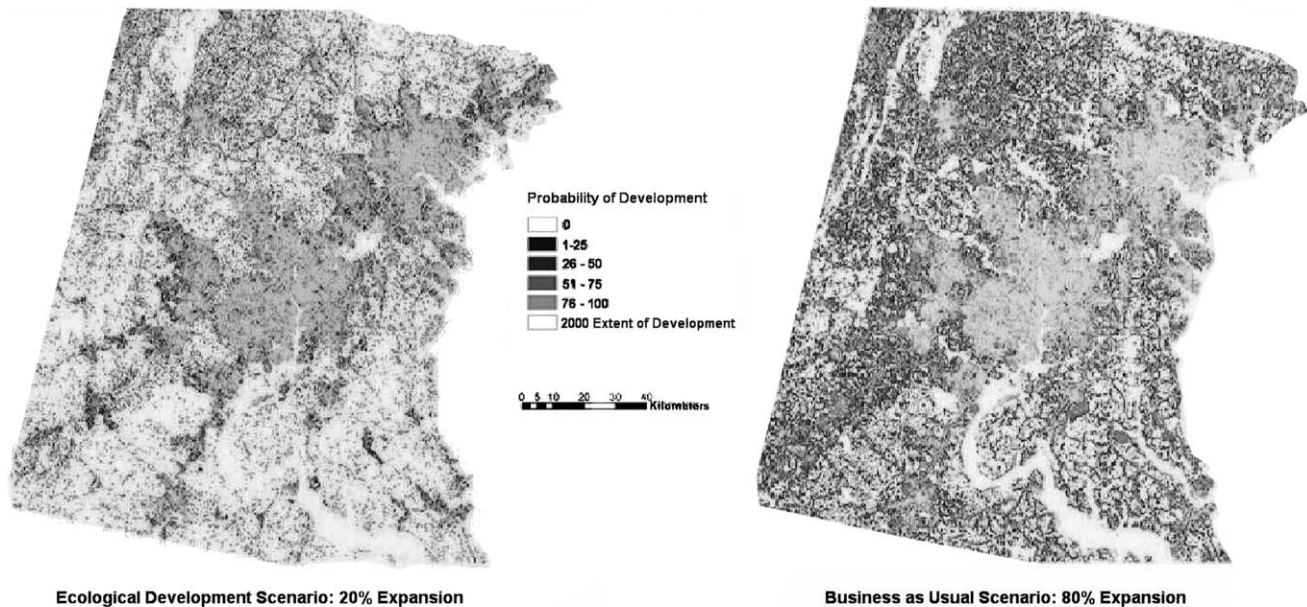 Probability of Development
0
1-25
26 - 50
51 - 75
76 - 100
2000 Extent of Development
0 5 10 20 30 40
Kilometers
Ecological Development Scenario: 20% Expansion
Business as Usual Scenario: 80% Expansion